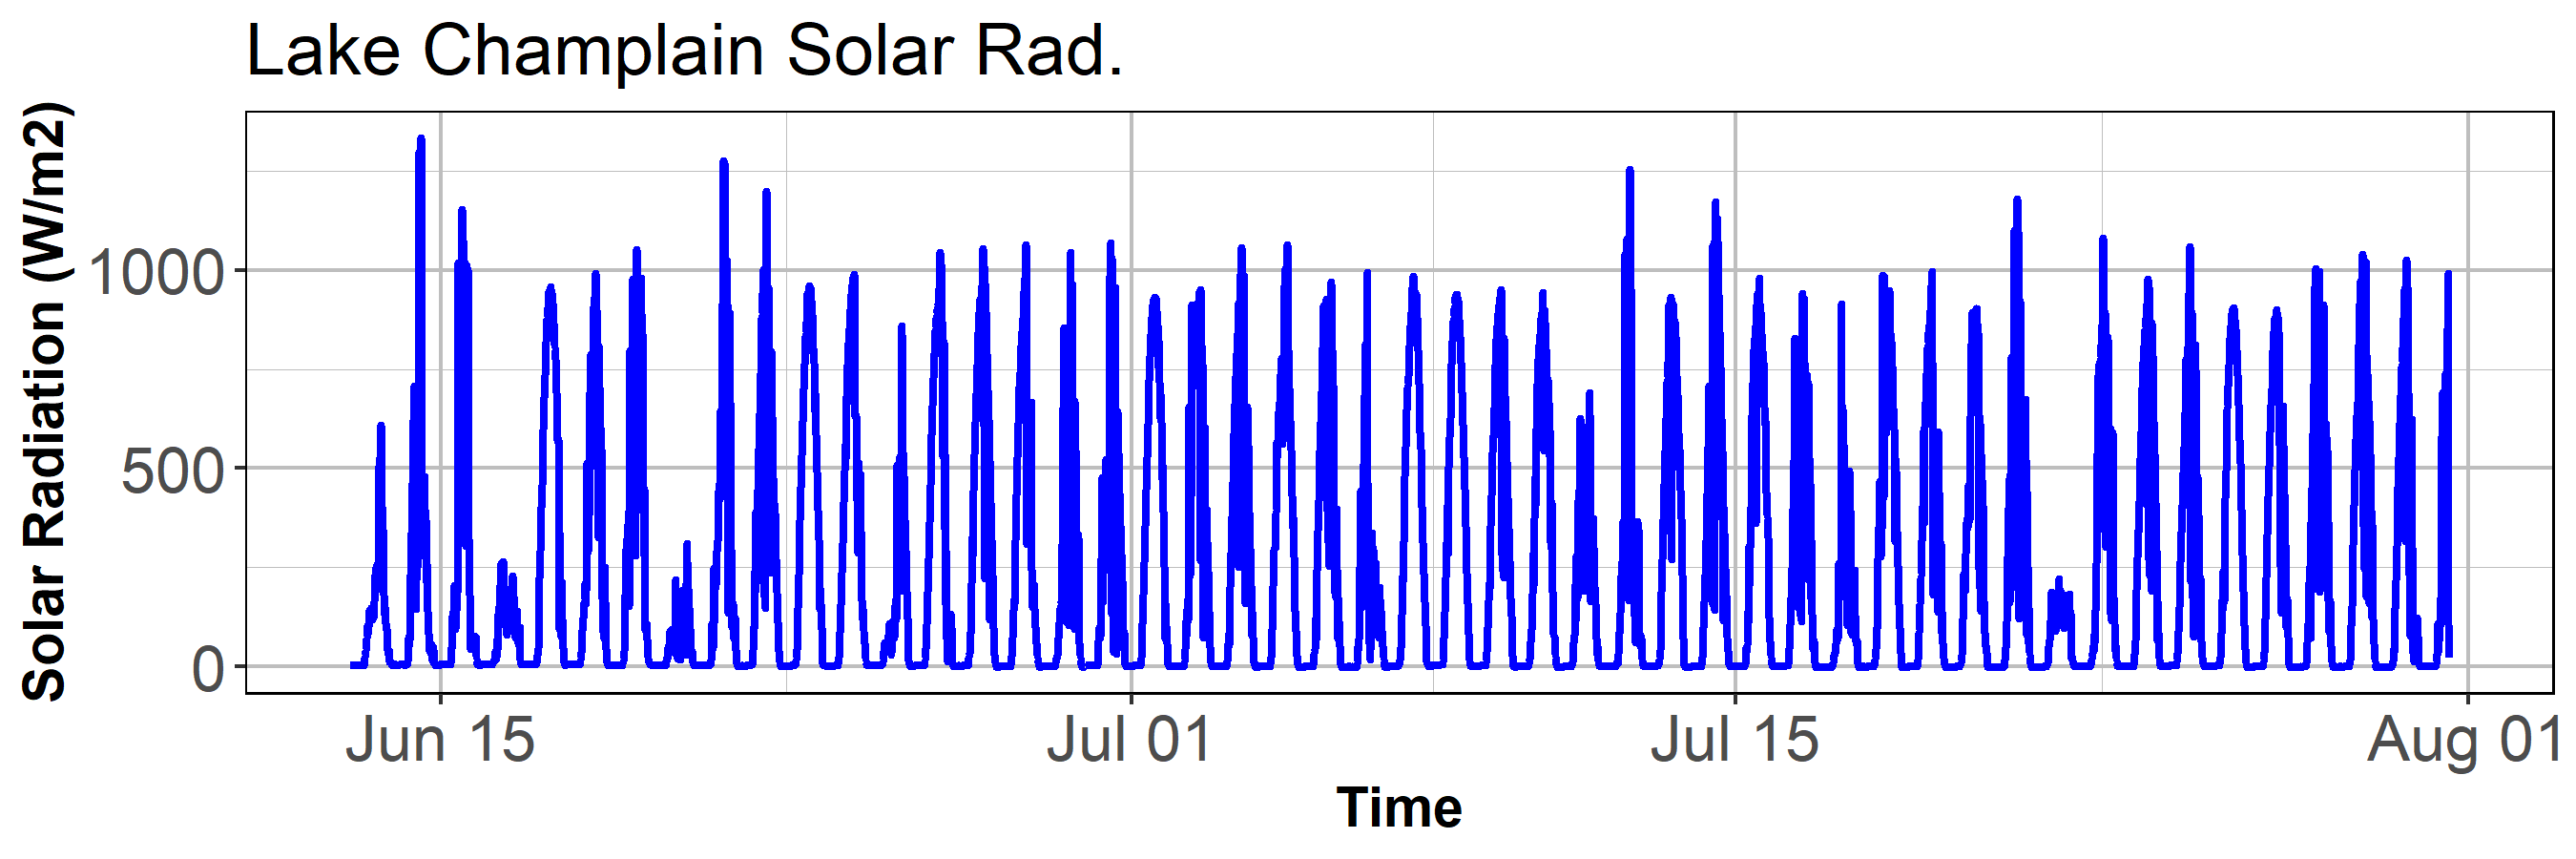 Lake Champlain Solar Rad.
Solar Radiation (W/m2)
1000
500
0
Jun 15 Jul 01 Jul 15 Aug 01
Time